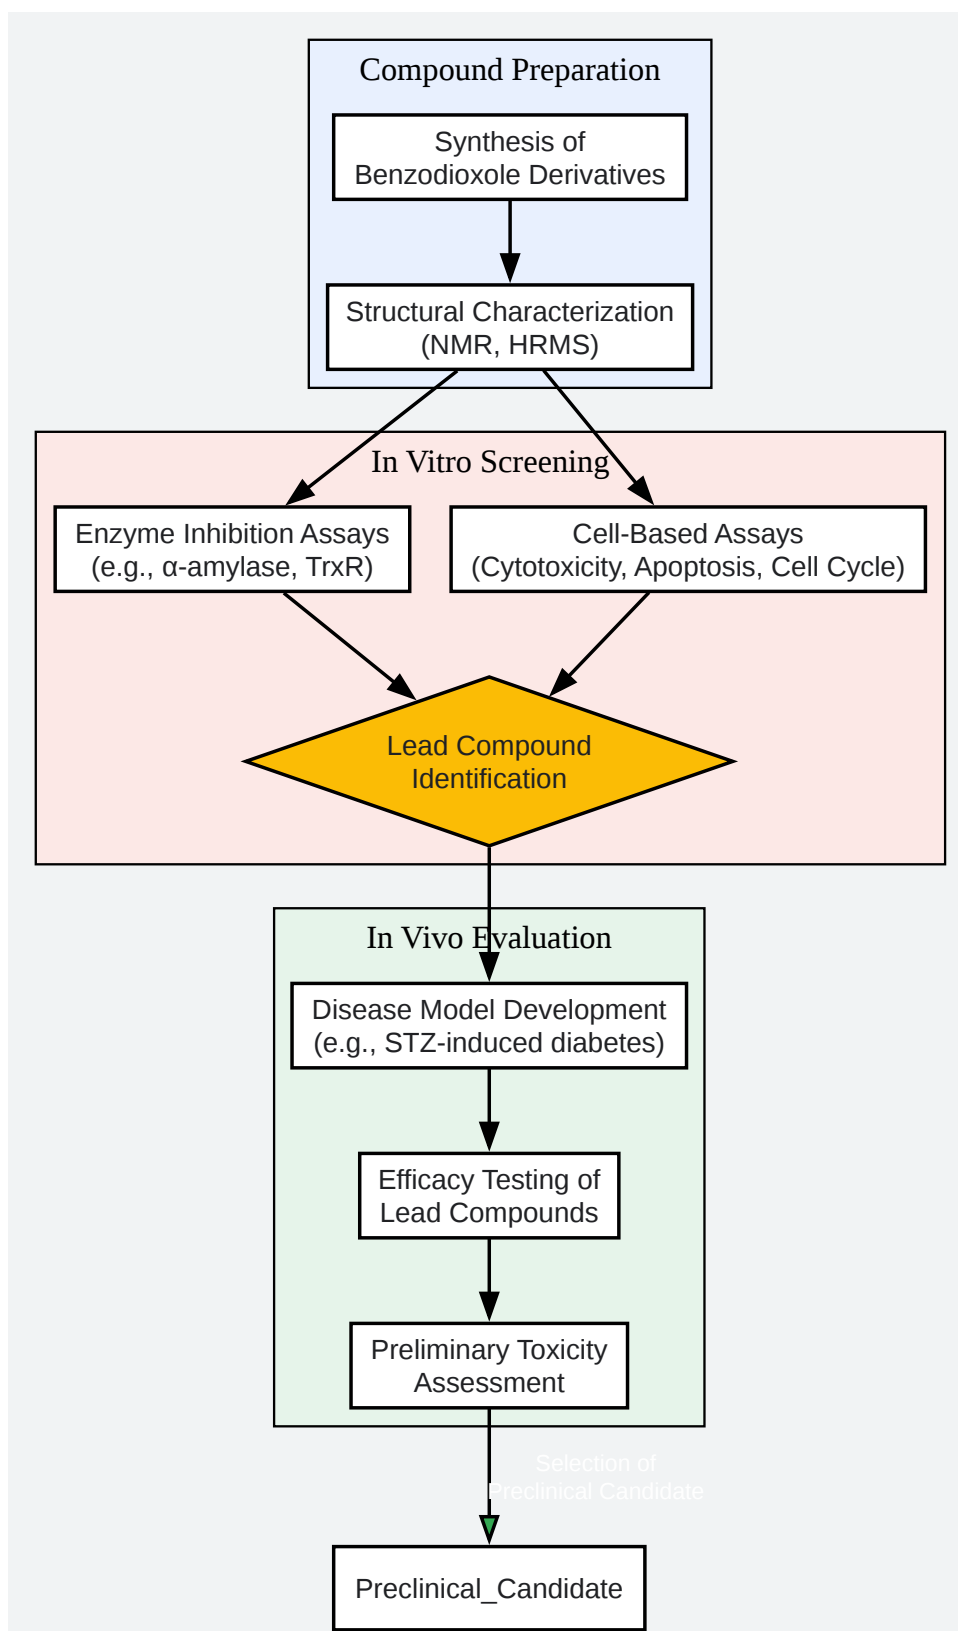 Compound Preparation
Synthesis of
Benzodioxole Derivatives
Structural Characterization
(NMR, HRMS)
In Vitro Screening
Enzyme Inhibition Assays
(e.g., α-amylase, TrxR)
Cell-Based Assays
(Cytotoxicity, Apoptosis, Cell Cycle)
Lead Compound
Identification
In Vivo Evaluation
Disease Model Development
(e.g., STZ-induced diabetes)
Efficacy Testing of
Lead Compounds
Preliminary Toxicity
Assessment
Selection of
Preclinical Candidate
Preclinical_Candidate